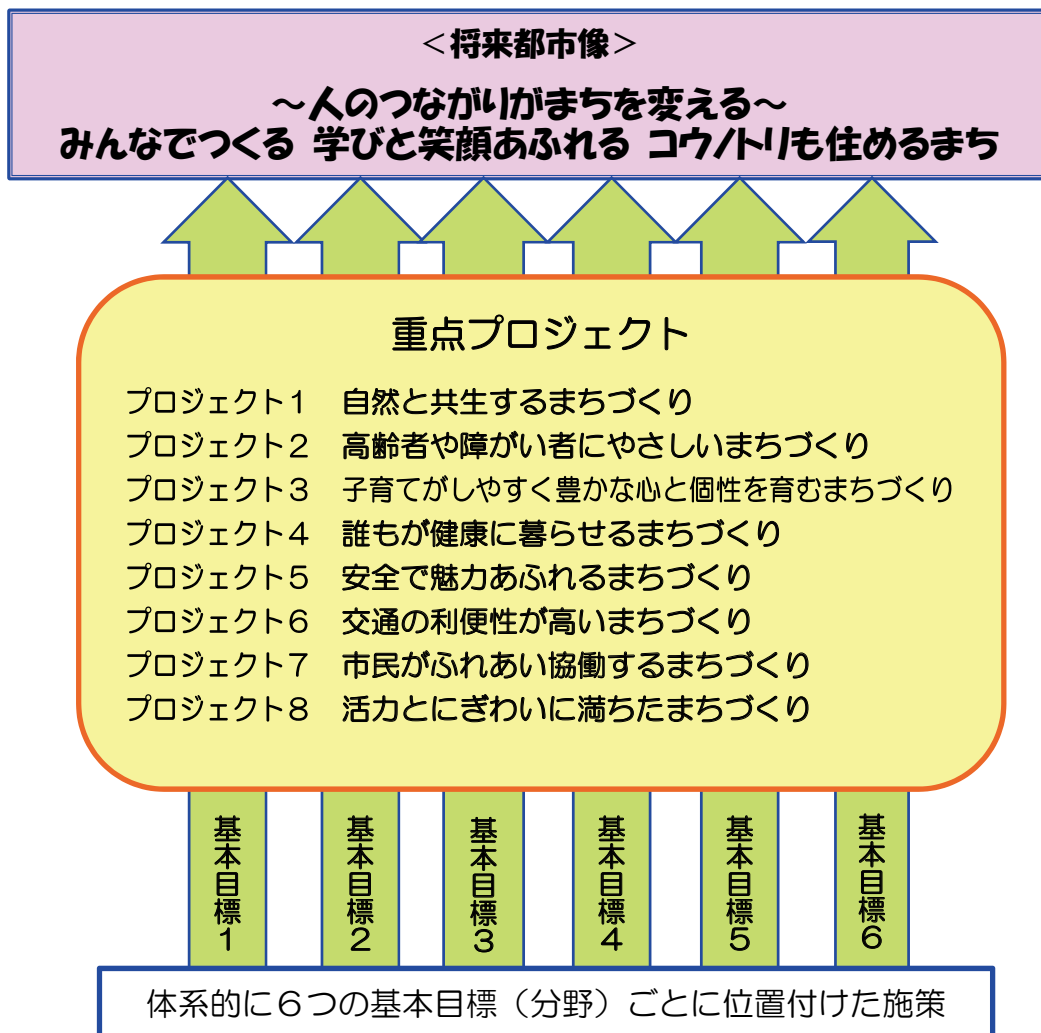 ＜将来都市像＞
～人のつながりがまちを変える～
みんなでつくる 学びと笑顔あふれる コウノトリも住めるまち
重点プロジェクト
プロジェクト１ 自然と共生するまちづくり
プロジェクト２ 高齢者や障がい者にやさしいまちづくり
プロジェクト３ 子育てがしやすく豊かな心と個性を育むまちづくり
プロジェクト４ 誰もが健康に暮らせるまちづくり
プロジェクト５ 安全で魅力あふれるまちづくり
プロジェクト６ 交通の利便性が高いまちづくり
プロジェクト７ 市民がふれあい協働するまちづくり
プロジェクト８ 活力とにぎわいに満ちたまちづくり
基本目標１
基本目標２
基本目標３
基本目標４
基本目標５
基本目標６
体系的に６つの基本目標（分野）ごとに位置付けた施策